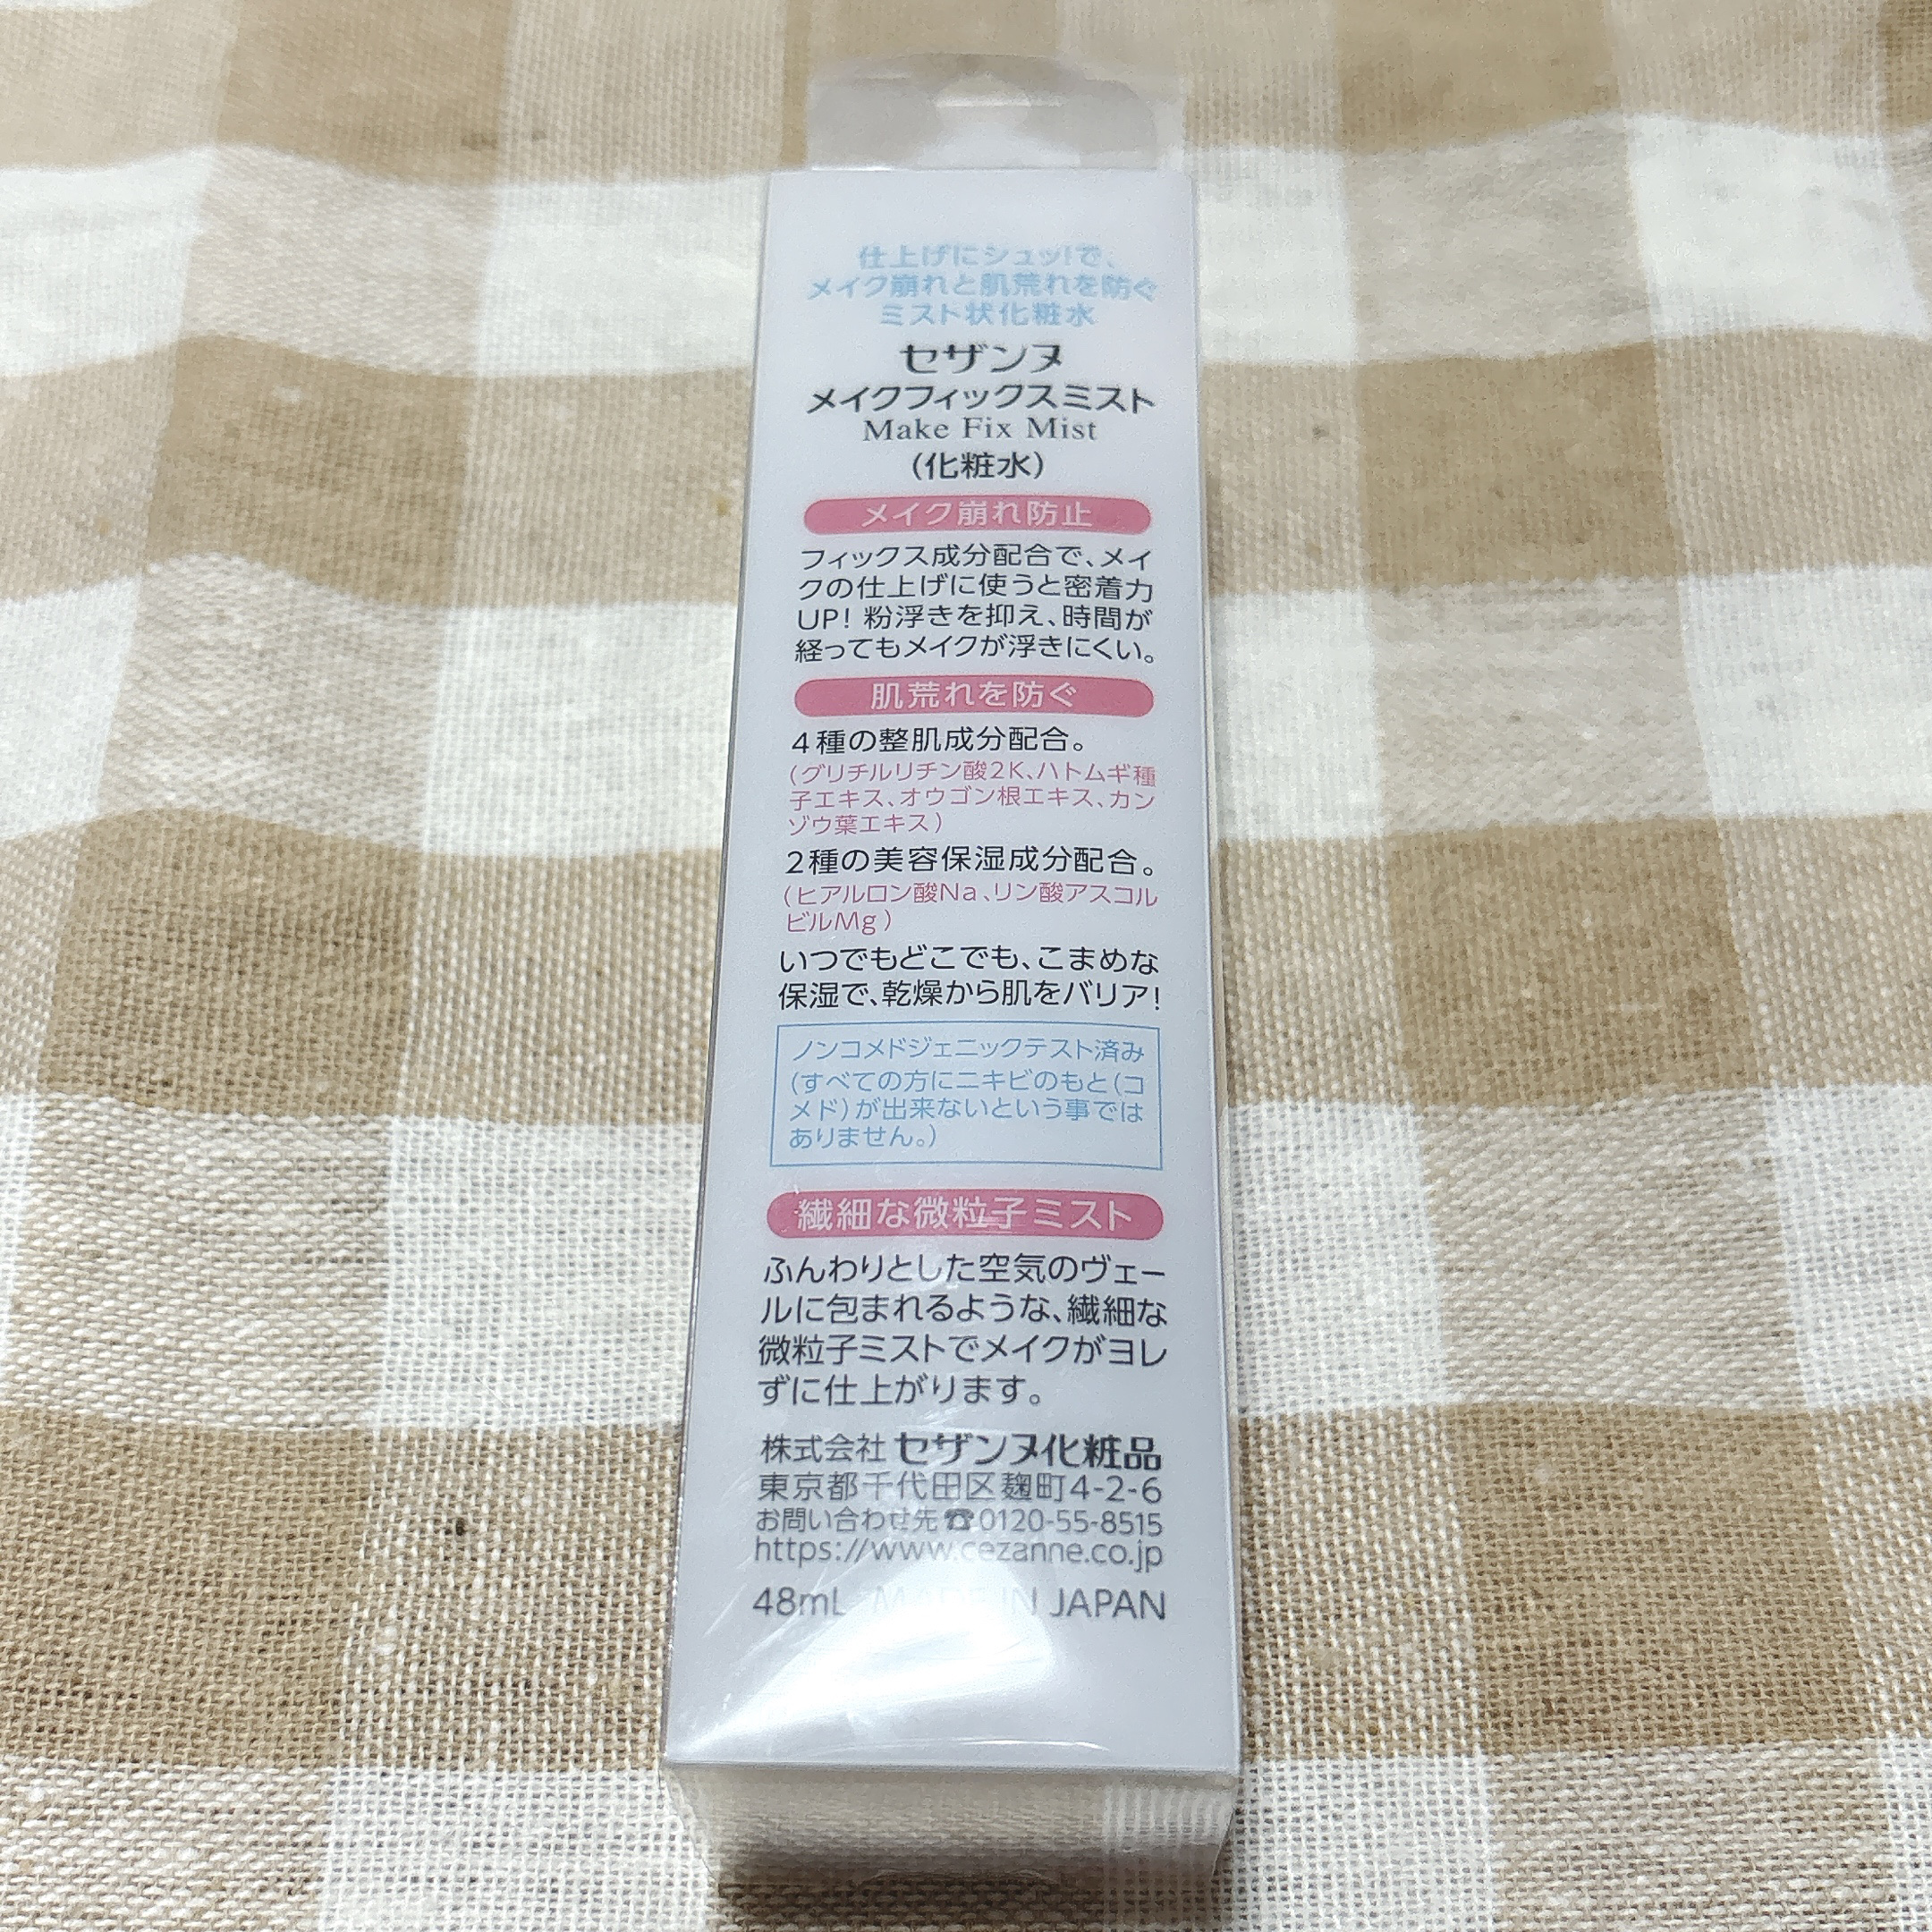 仕上げにシュッ!で、
メイク崩れと肌荒れを防ぐ
ミスト状化粧水
セザンヌ
メイクフィックスミスト
Make Fix Mist
(化粧水)
メイク崩れ防止
フィックス成分配合で、メイ
クの仕上げに使うと密着力
UP! 粉浮きを抑え、時間が
経ってもメイクが浮きにくい。
肌荒れを防ぐ
4種の整肌成分配合。
(グリチルリチン酸2K、ハトムギ種
子エキス、オウゴン根エキス、カン
ゾウ葉エキス)
2種の美容保湿成分配合。
(ヒアルロン酸Na、リン酸アスコル
ビルMg)
いつでもどこでも、こまめな
保湿で、乾燥から肌をバリア!
ノンコメドジェニックテスト済み
(すべての方にニキビのもと(コ
メド)が出来ないという事では
ありません。)
繊細な微粒子ミスト
ふんわりとした空気のヴェー
ルに包まれるような、繊細な
微粒子ミストでメイクがヨレ
ずに仕上がります。
株式会社 セザンヌ化粧品
東京都千代田区麹町4-2-6
お問い合わせ先☎0120-55-8515
https://www.cezanne.co.jp
48mL MADE IN JAPAN